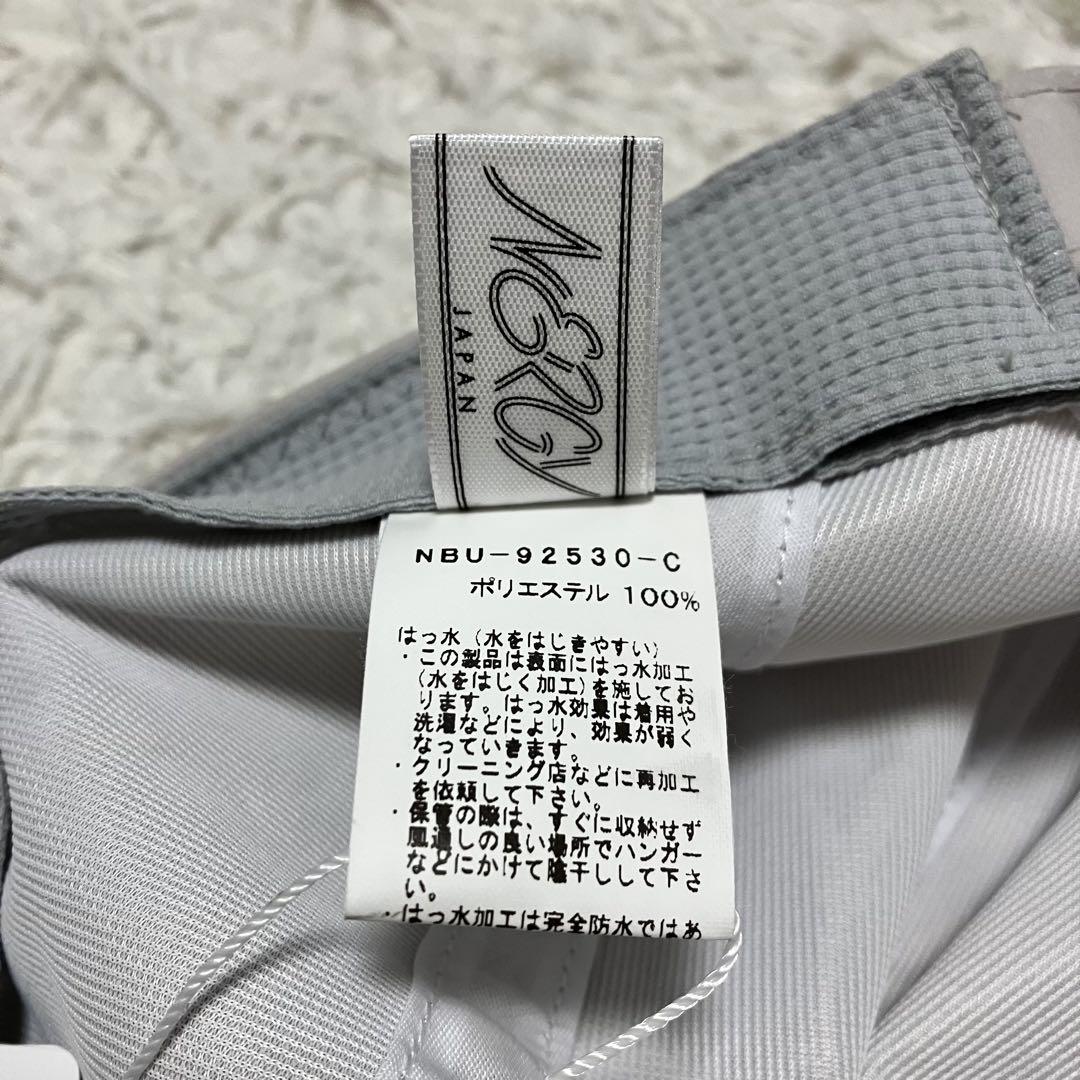 NERGY
JAPAN
NBU-92530-C
ポリエステル 100%
はっ水(水をはじきやすい)
・この製品は表面にはっ水加工
(水をはじく加工)を施してお
ります。はっ水効果は着用や
洗濯などにより、効果が弱く
なっていきます。
・クリーニング店などに再加工
を依頼して下さい。
・保管の際は、すぐに収納せず
風通しの良い場所でハンガー
などにかけて陰干しして下さ
い。
・はっ水加工は完全防水ではあ